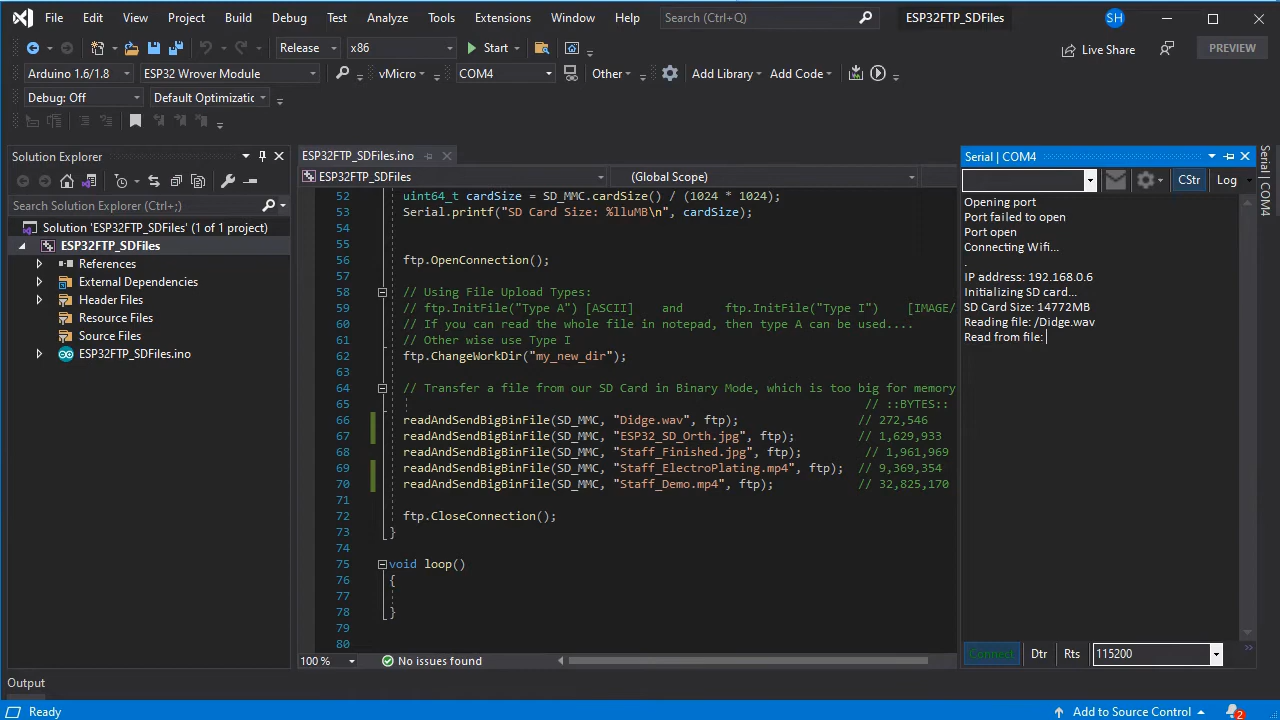 File Edit View Project Build Debug Test Analyze Tools Extensions Window Help Search (Ctrl+Q) ESP32FTP_SDFiles SH
Release x86 Start Live Share PREVIEW
Arduino 1.6/1.8 ESP32 Wrover Module vMicro COM4 Other Add Library Add Code
Debug: Off Default Optimizatic
Solution Explorer
Search Solution Explorer (Ctrl+;)
Solution 'ESP32FTP_SDFiles' (1 of 1 project)
ESP32FTP_SDFiles
References
External Dependencies
Header Files
Resource Files
Source Files
ESP32FTP_SDFiles.ino
ESP32FTP_SDFiles.ino
ESP32FTP_SDFiles (Global Scope)
52 uint64_t cardSize = SD_MMC.cardSize() / (1024 * 1024);
53 Serial.printf("SD Card Size: %lluMB\n", cardSize);
54
55
56 ftp.OpenConnection();
57
58 // Using File Upload Types:
59 // ftp.InitFile("Type A") [ASCII] and ftp.InitFile("Type I") [IMAGE/
60 // If you can read the whole file in notepad, then type A can be used....
61 // Other wise use Type I
62 ftp.ChangeWorkDir("my_new_dir");
63
64 // Transfer a file from our SD Card in Binary Mode, which is too big for memory
65 // ::BYTES::
66 readAndSendBigBinFile(SD_MMC, "Didge.wav", ftp); // 272,546
67 readAndSendBigBinFile(SD_MMC, "ESP32_SD_Orth.jpg", ftp); // 1,629,933
68 readAndSendBigBinFile(SD_MMC, "Staff_Finished.jpg", ftp); // 1,961,969
69 readAndSendBigBinFile(SD_MMC, "Staff_ElectroPlating.mp4", ftp); // 9,369,354
70 readAndSendBigBinFile(SD_MMC, "Staff_Demo.mp4", ftp); // 32,825,170
71
72 ftp.CloseConnection();
73 }
74
75 void loop()
76 {
77
78 }
79
80
100 % No issues found
Serial | COM4
CStr Log
Opening port
Port failed to open
Port open
Connecting Wifi...
.
IP address: 192.168.0.6
Initializing SD card...
SD Card Size: 14772MB
Reading file: /Didge.wav
Read from file:
Connect Dtr Rts 115200
Serial | COM4
Output
Ready Add to Source Control 2